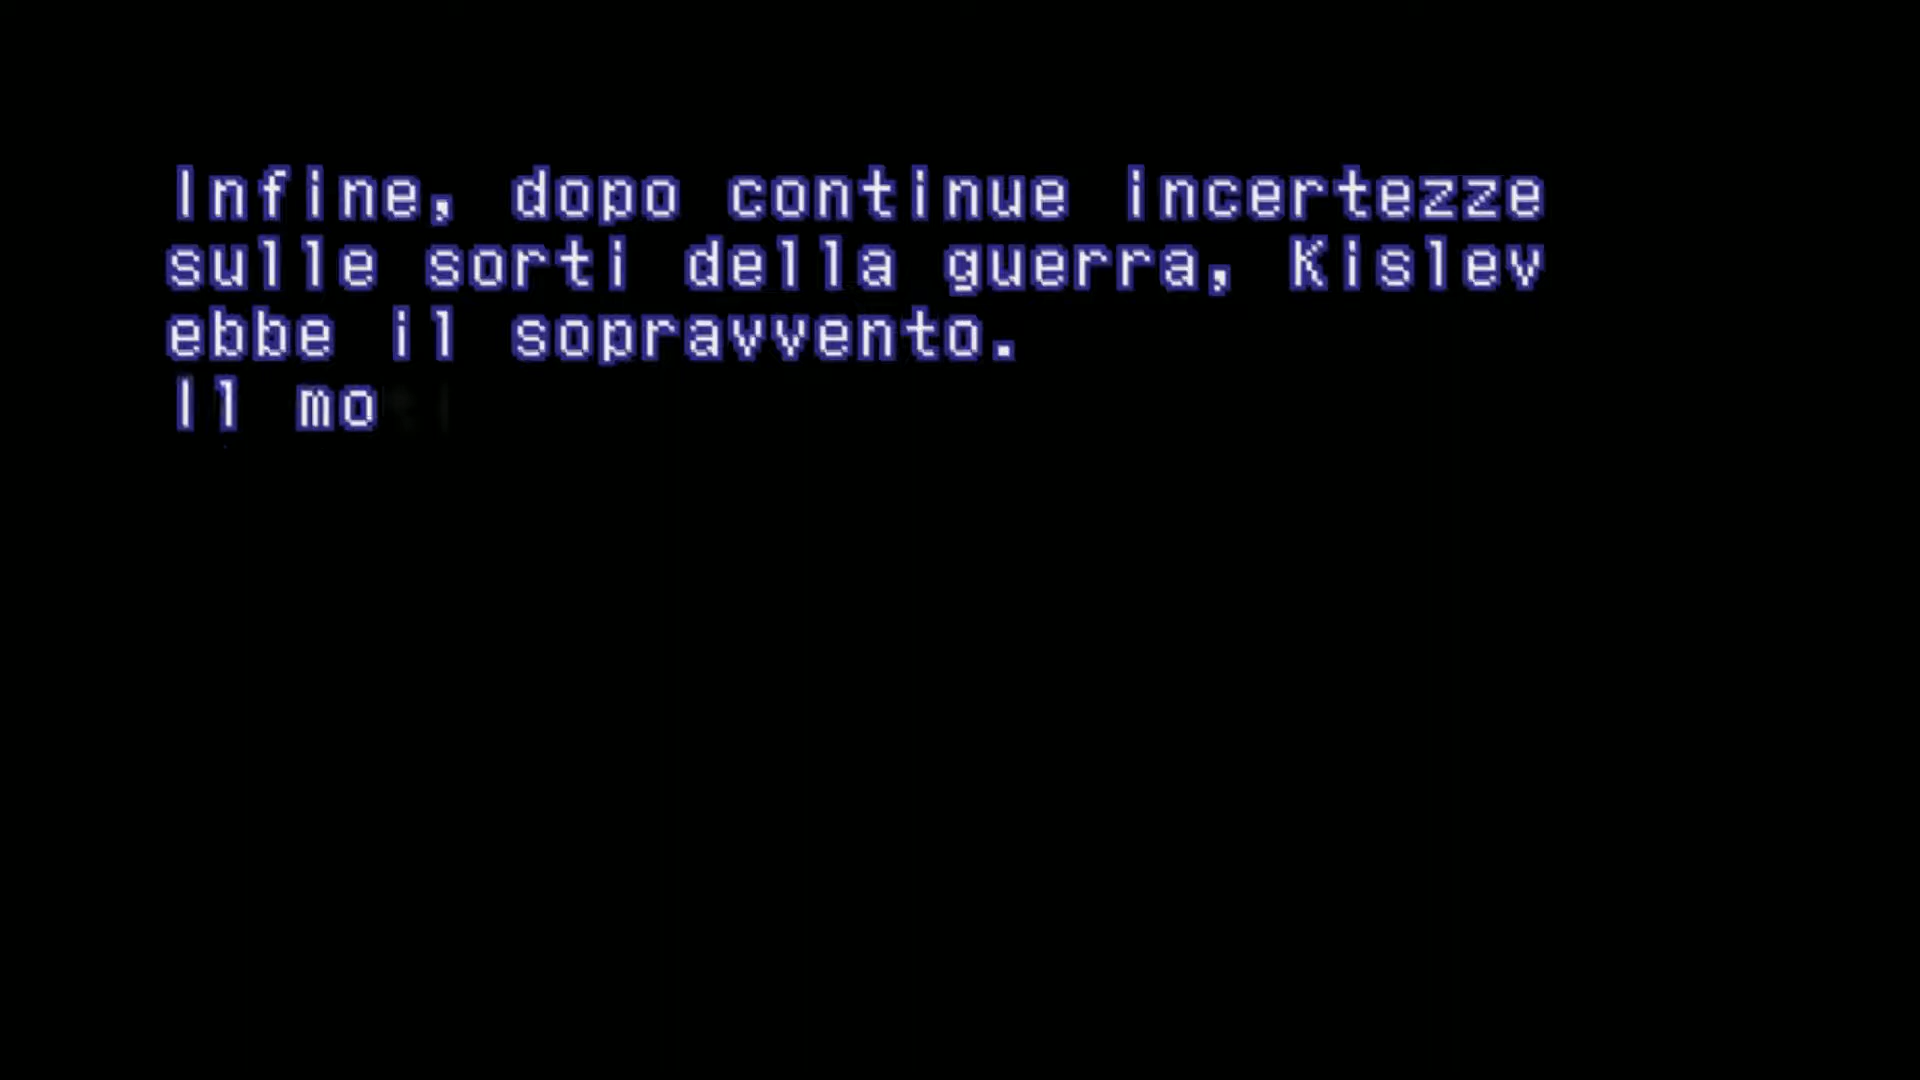 Infine, dopo continue incertezze
sulle sorti della guerra, Kislev
ebbe il sopravvento.
Il mo